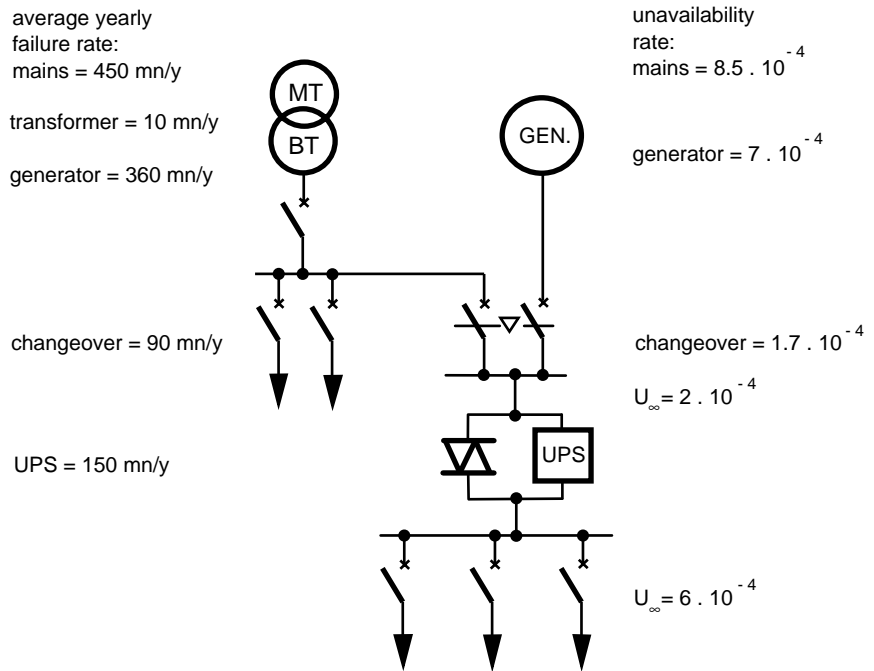 average yearly
failure rate:
mains = 450 mn/y
transformer = 10 mn/y
generator = 360 mn/y
changeover = 90 mn/y
UPS = 150 mn/y
MT
BT
GEN.
UPS
unavailability
rate:
mains = 8.5 . 10⁻⁴
generator = 7 . 10⁻⁴
changeover = 1.7 . 10⁻⁴
U∞ = 2 . 10⁻⁴
U∞ = 6 . 10⁻⁴